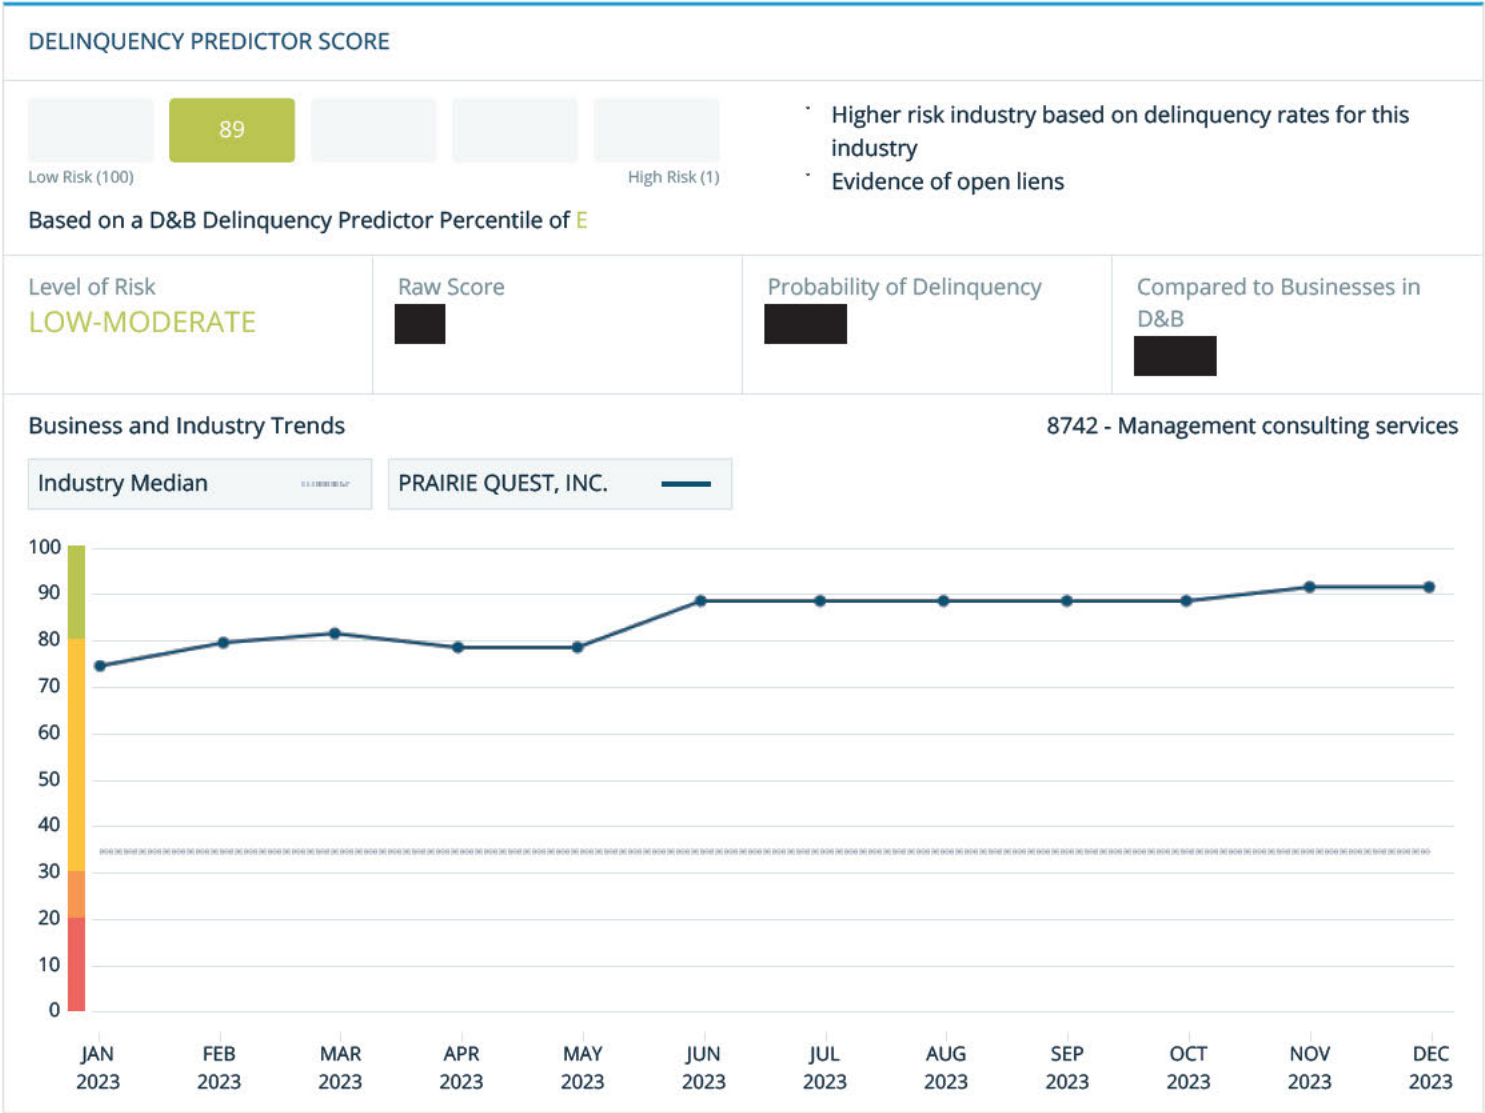 DELINQUENCY PREDICTOR SCORE
89
Low Risk (100)
High Risk (1)
· Higher risk industry based on delinquency rates for this
industry
· Evidence of open liens
Based on a D&B Delinquency Predictor Percentile of E
Level of Risk
LOW-MODERATE
Raw Score
Probability of Delinquency
Compared to Businesses in
D&B
Business and Industry Trends
8742 - Management consulting services
Industry Median
PRAIRIE QUEST, INC.
100
90
80
70
60
50
40
30
20
10
0
JAN
2023
FEB
2023
MAR
2023
APR
2023
MAY
2023
JUN
2023
JUL
2023
AUG
2023
SEP
2023
OCT
2023
NOV
2023
DEC
2023